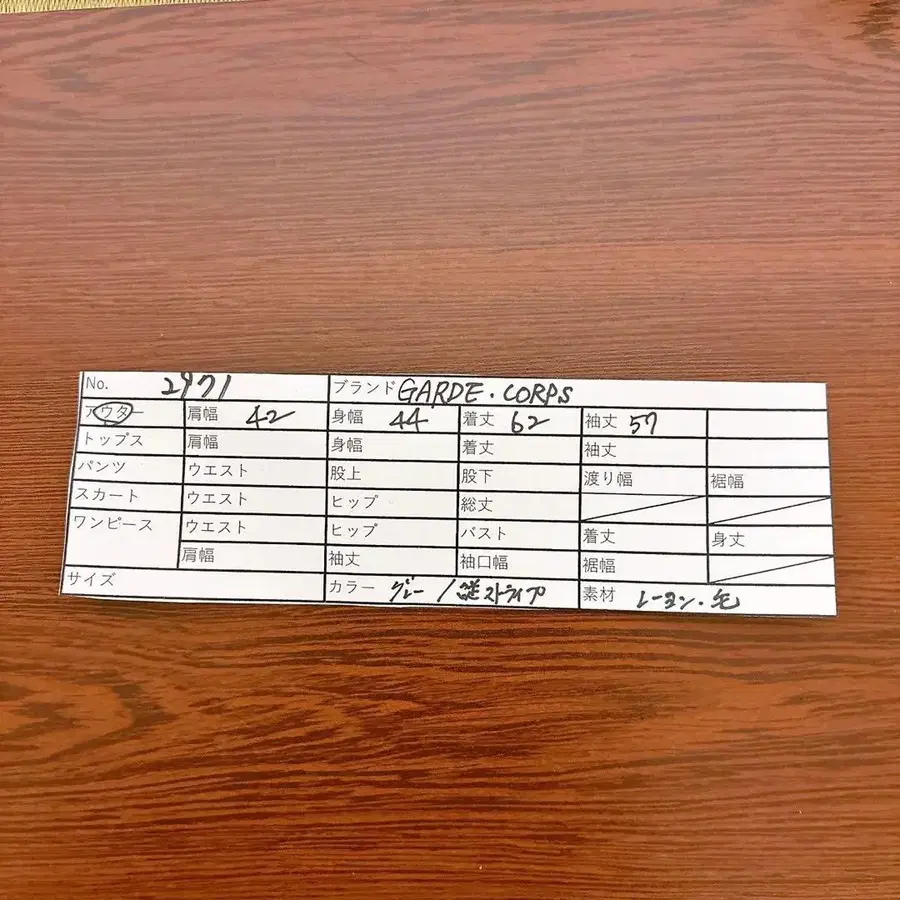 No. 2971 ブランド GARDE・CORPS
アウター 肩幅 42 身幅 44 着丈 62 袖丈 57
トップス 肩幅 身幅 着丈 袖丈
パンツ ウエスト 股上 股下 渡り幅 裾幅
スカート ウエスト ヒップ 総丈
ワンピース ウエスト ヒップ バスト 着丈 身丈
肩幅 袖丈 袖口幅 裾幅
サイズ カラー グレー / 縦ストライプ 素材 レーヨン・毛